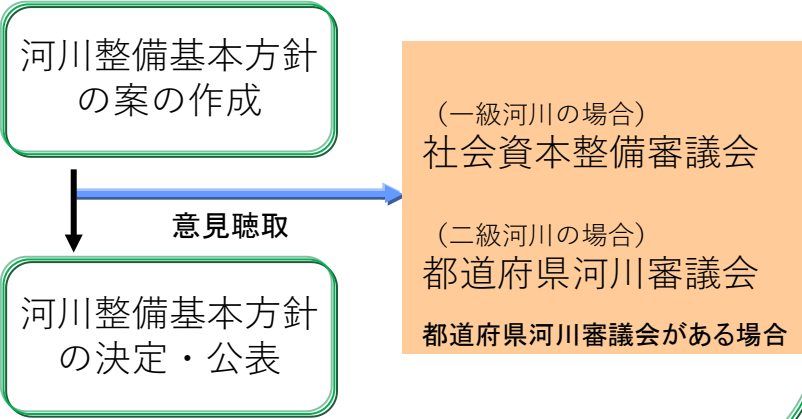 河川整備基本方針
の案の作成
意見聴取
河川整備基本方針
の決定・公表
（一級河川の場合）
社会資本整備審議会
（二級河川の場合）
都道府県河川審議会
都道府県河川審議会がある場合